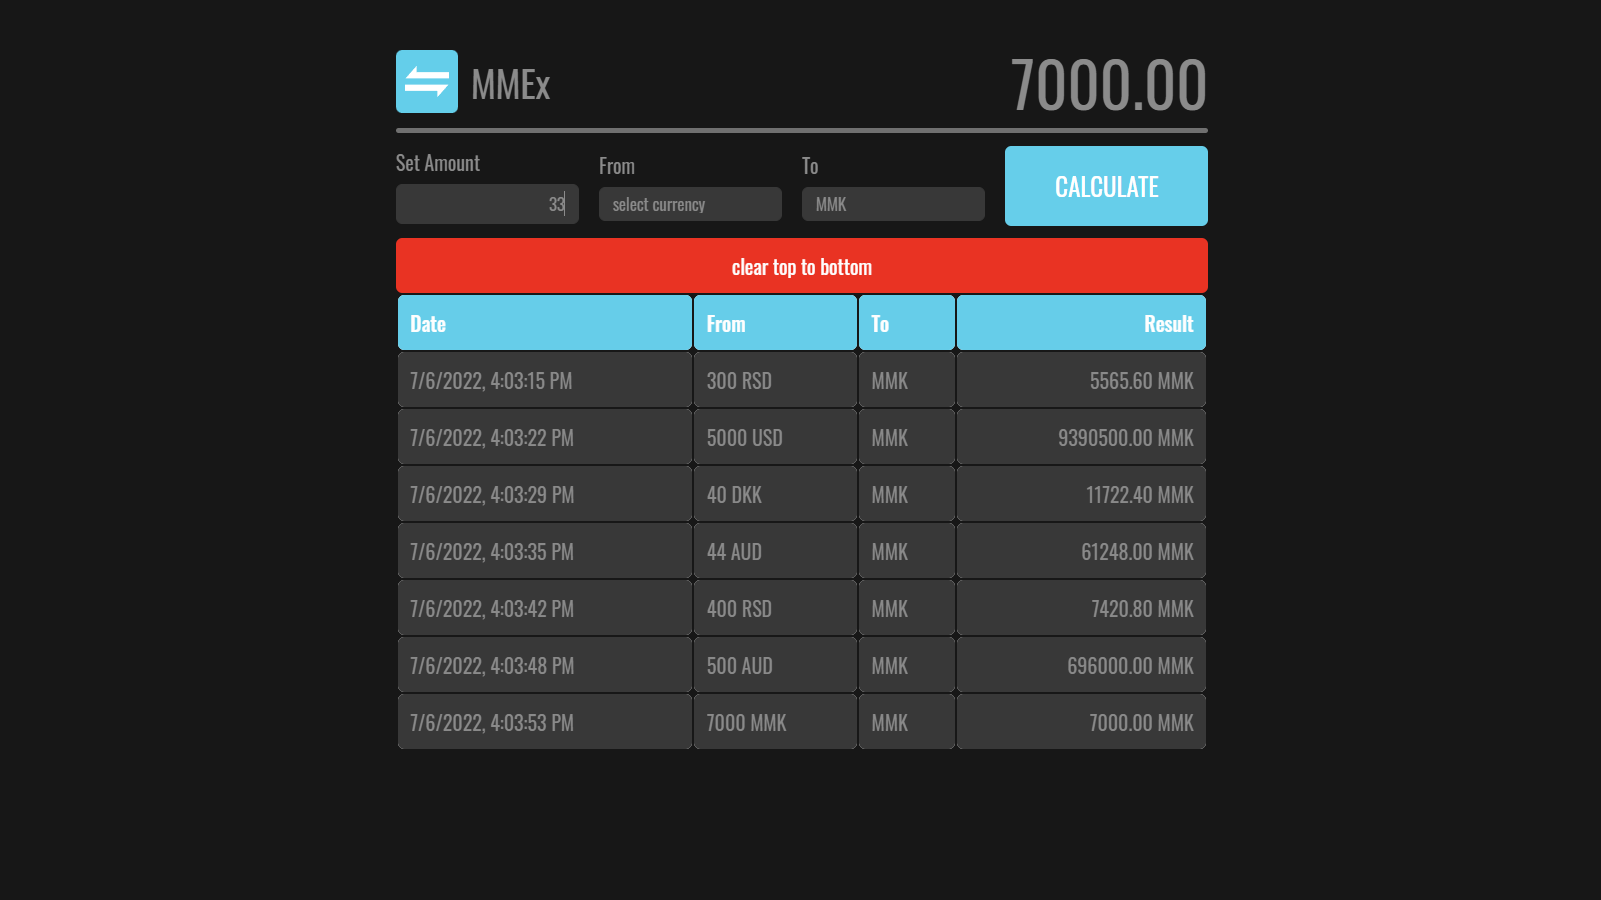 MMEx
7000.00
Set Amount
From
To
33
select currency
MMK
CALCULATE
clear top to bottom
Date From To Result
7/6/2022, 4:03:15 PM 300 RSD MMK 5565.60 MMK
7/6/2022, 4:03:22 PM 5000 USD MMK 9390500.00 MMK
7/6/2022, 4:03:29 PM 40 DKK MMK 11722.40 MMK
7/6/2022, 4:03:35 PM 44 AUD MMK 61248.00 MMK
7/6/2022, 4:03:42 PM 400 RSD MMK 7420.80 MMK
7/6/2022, 4:03:48 PM 500 AUD MMK 696000.00 MMK
7/6/2022, 4:03:53 PM 7000 MMK MMK 7000.00 MMK